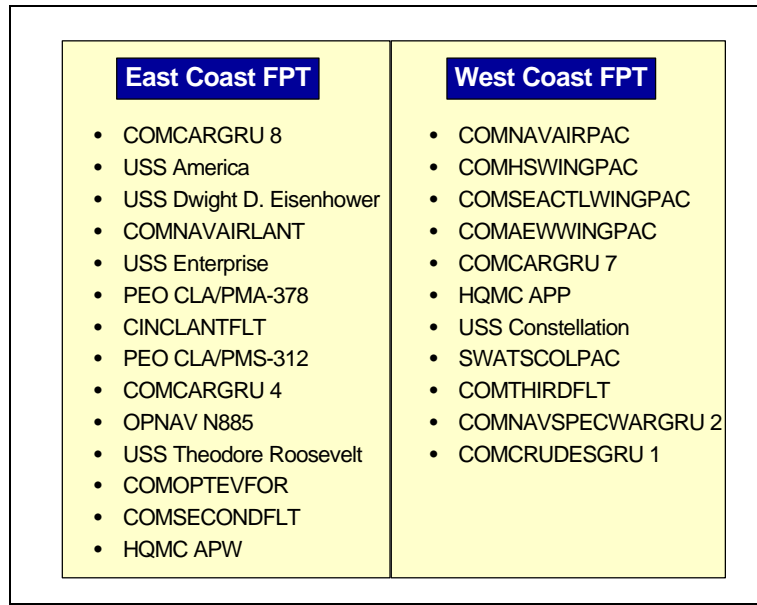 East Coast FPT
• COMCARGRU 8
• USS America
• USS Dwight D. Eisenhower
• COMNAVAIRLANT
• USS Enterprise
• PEO CLA/PMA-378
• CINCLANTFLT
• PEO CLA/PMS-312
• COMCARGRU 4
• OPNAV N885
• USS Theodore Roosevelt
• COMOPTEVFOR
• COMSECONDFLT
• HQMC APW
West Coast FPT
• COMNAVAIRPAC
• COMHSWINGPAC
• COMSEACTLWINGPAC
• COMAEWWINGPAC
• COMCARGRU 7
• HQMC APP
• USS Constellation
• SWATSCOLPAC
• COMTHIRDFLT
• COMNAVSPECWARGRU 2
• COMCRUDESGRU 1